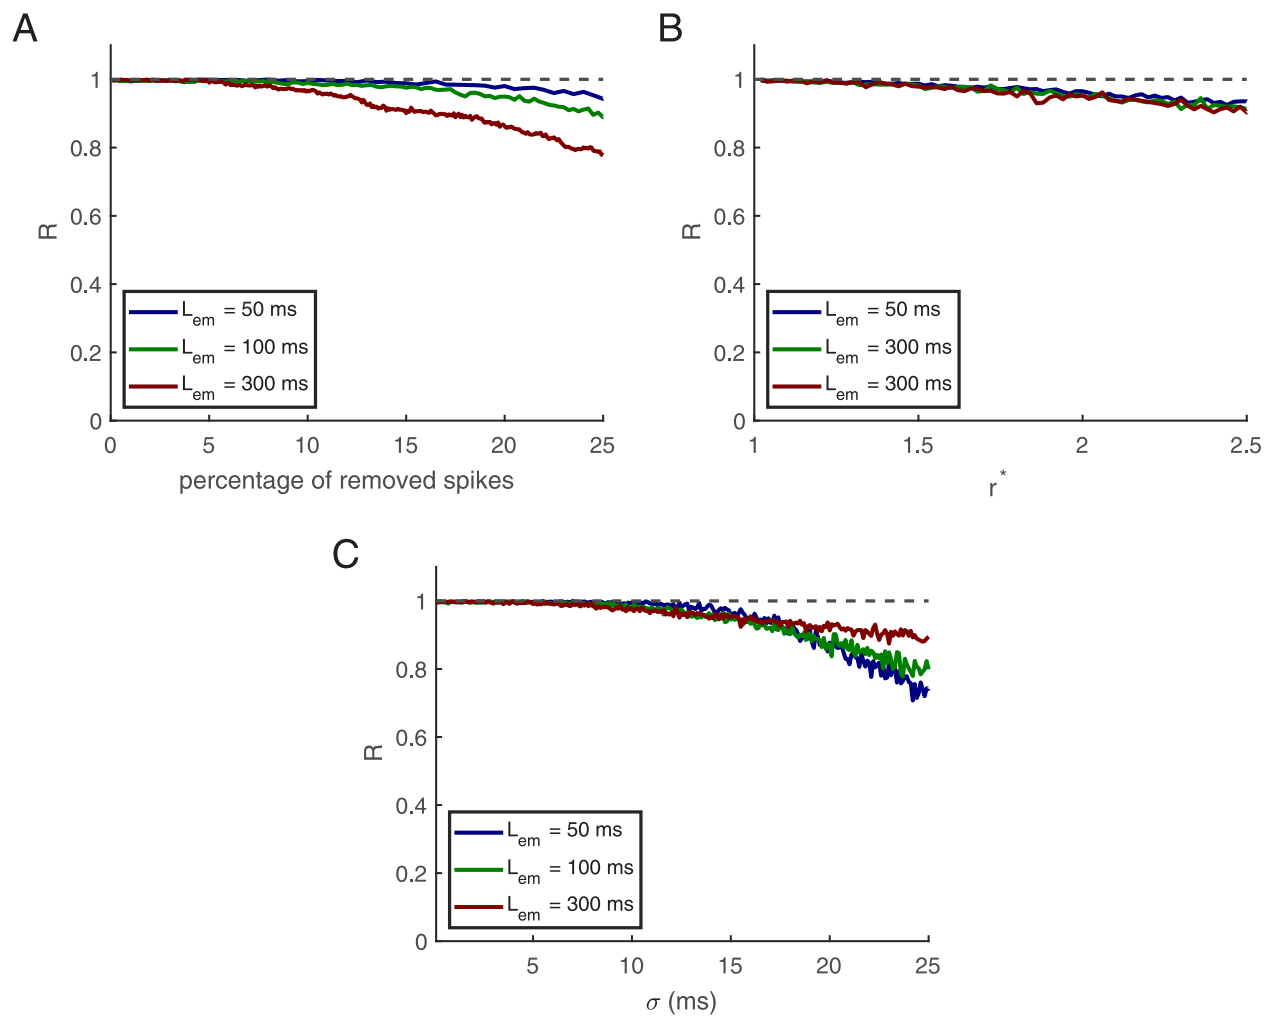 A
1
0.8
0.6
0.4
0.2
0
R
L_em = 50 ms
L_em = 100 ms
L_em = 300 ms
0 5 10 15 20 25
percentage of removed spikes
B
1
0.8
0.6
0.4
0.2
0
R
L_em = 50 ms
L_em = 300 ms
L_em = 300 ms
1 1.5 2 2.5
r*
C
1
0.8
0.6
0.4
0.2
0
R
L_em = 50 ms
L_em = 100 ms
L_em = 300 ms
5 10 15 20 25
σ (ms)